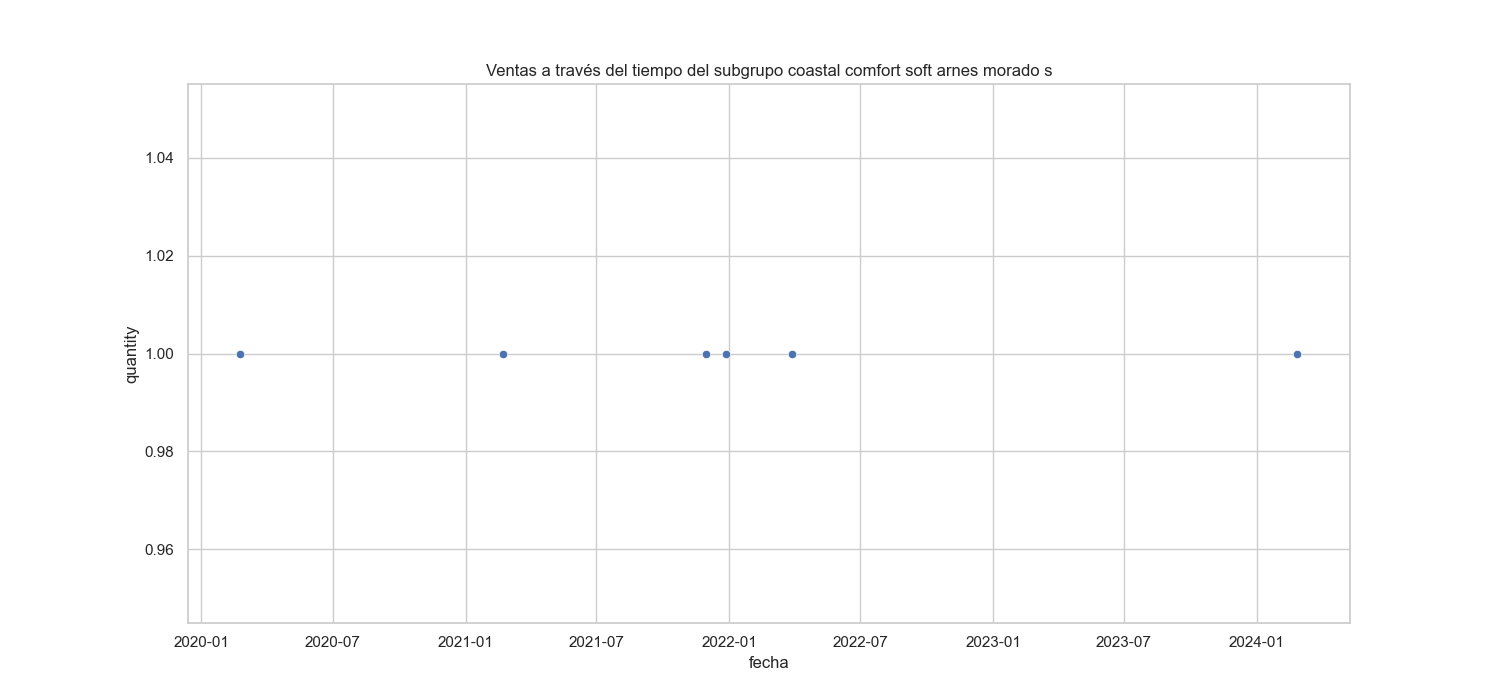 Ventas a través del tiempo del subgrupo coastal comfort soft arnes morado s
1.04
1.02
1.00
0.98
0.96
quantity
2020-01 2020-07 2021-01 2021-07 2022-01 2022-07 2023-01 2023-07 2024-01
fecha